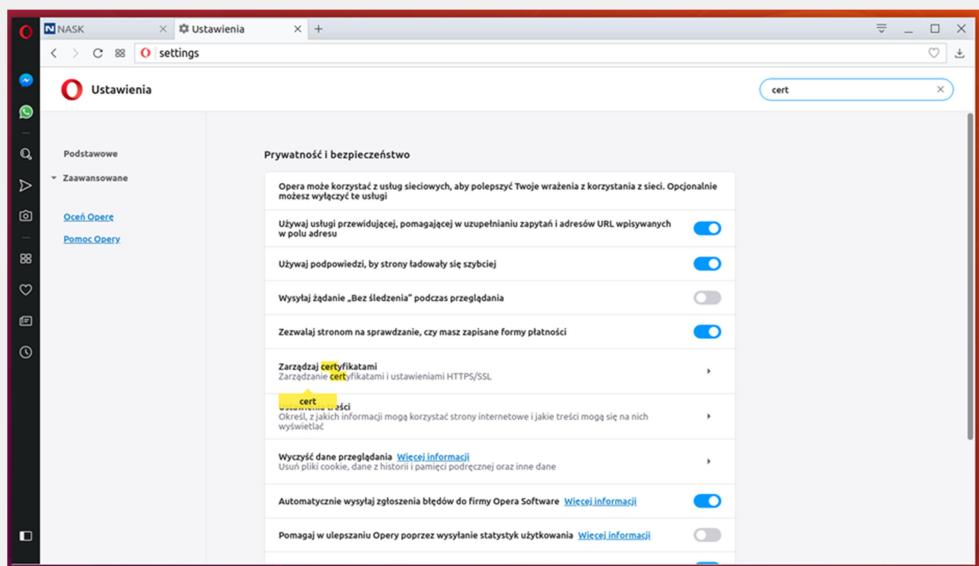 NASK
Ustawienia
settings
Ustawienia
cert
Podstawowe
Zaawansowane
Oceń Operę
Pomoc Opery
Prywatność i bezpieczeństwo
Opera może korzystać z usług sieciowych, aby polepszyć Twoje wrażenia z korzystania z sieci. Opcjonalnie
możesz wyłączyć te usługi
Używaj usługi przewidującej, pomagającej w uzupełnianiu zapytań i adresów URL wpisywanych
w polu adresu
Używaj podpowiedzi, by strony ładowały się szybciej
Wysyłaj żądanie „Bez śledzenia” podczas przeglądania
Zezwalaj stronom na sprawdzanie, czy masz zapisane formy płatności
Zarządzaj certyfikatami
Zarządzanie certyfikatami i ustawieniami HTTPS/SSL
cert
Ustawienia treści
Określ, z jakich informacji mogą korzystać strony internetowe i jakie treści mogą się na nich
wyświetlać
Wyczyść dane przeglądania Więcej informacji
Usuń pliki cookie, dane z historii i pamięci podręcznej oraz inne dane
Automatycznie wysyłaj zgłoszenia błędów do firmy Opera Software Więcej informacji
Pomagaj w ulepszaniu Opery poprzez wysyłanie statystyk użytkowania Więcej informacji